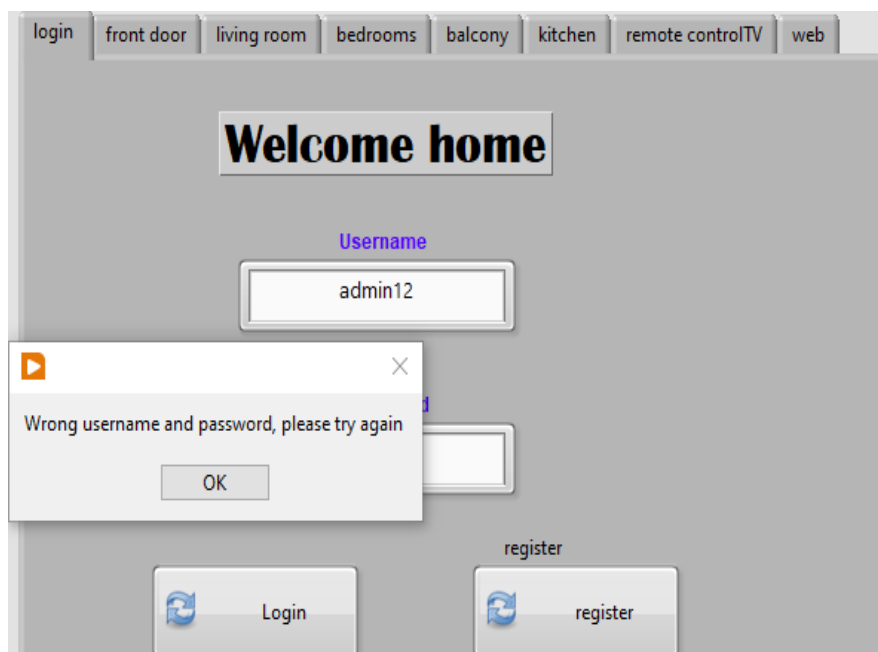 login front door living room bedrooms balcony kitchen remote controlTV web
Welcome home
Username
admin12
d
Wrong username and password, please try again
OK
register
Login register